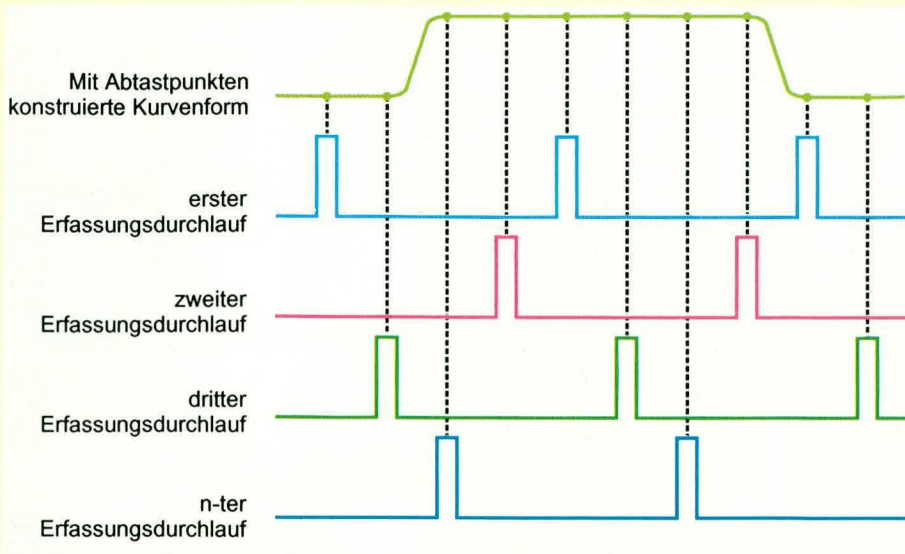 Mit Abtastpunkten
konstruierte Kurvenform
erster
Erfassungsdurchlauf
zweiter
Erfassungsdurchlauf
dritter
Erfassungsdurchlauf
n-ter
Erfassungsdurchlauf